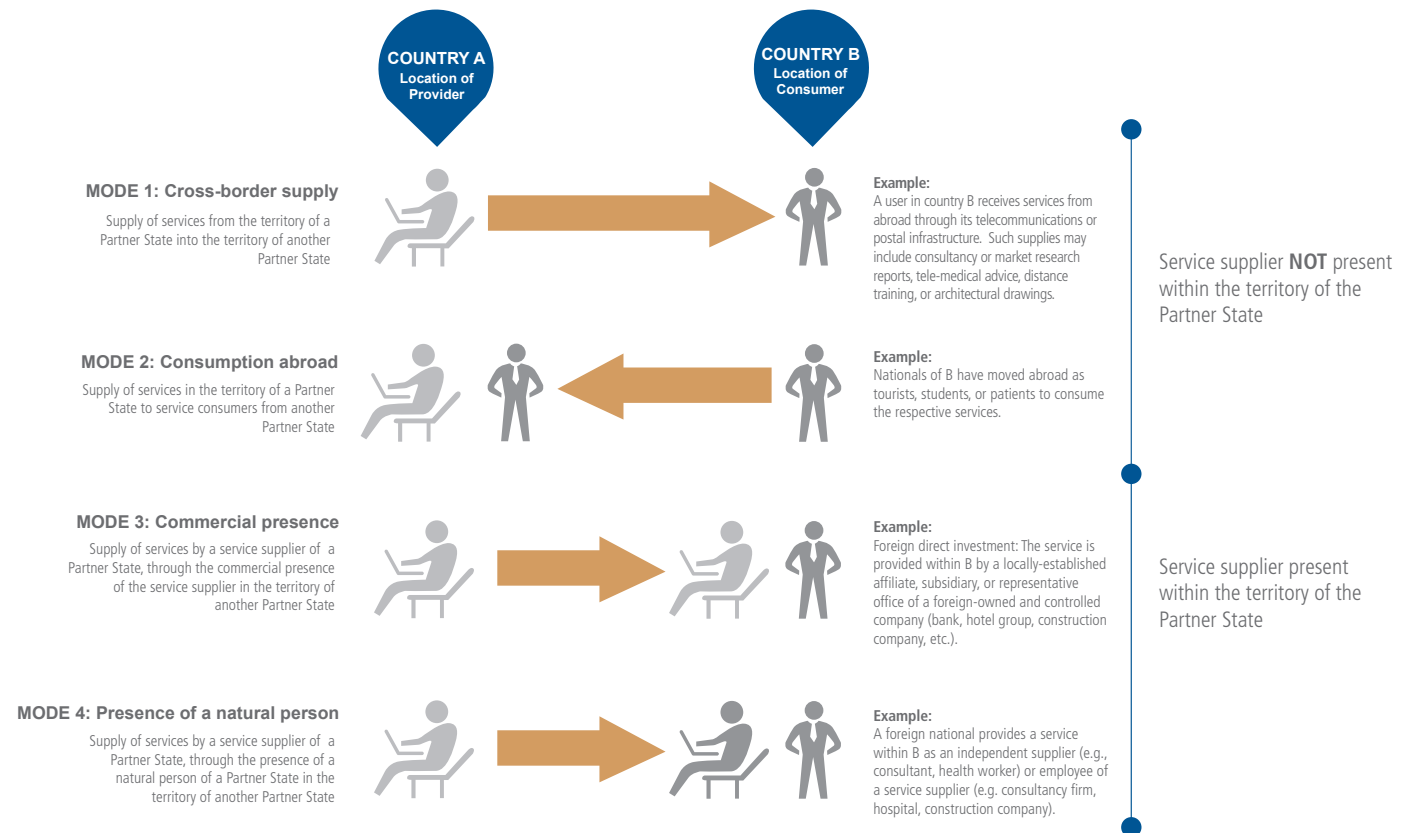 COUNTRY A
Location of
Provider
COUNTRY B
Location of
Consumer
MODE 1: Cross-border supply
Supply of services from the territory of a
Partner State into the territory of another
Partner State
Example:
A user in country B receives services from
abroad through its telecommunications or
postal infrastructure. Such supplies may
include consultancy or market research
reports, tele-medical advice, distance
training, or architectural drawings.
Service supplier NOT present
within the territory of the
Partner State
MODE 2: Consumption abroad
Supply of services in the territory of a Partner
State to service consumers from another
Partner State
Example:
Nationals of B have moved abroad as
tourists, students, or patients to consume
the respective services.
MODE 3: Commercial presence
Supply of services by a service supplier of a
Partner State, through the commercial presence
of the service supplier in the territory of
another Partner State
Example:
Foreign direct investment: The service is
provided within B by a locally-established
affiliate, subsidiary, or representative
office of a foreign-owned and controlled
company (bank, hotel group, construction
company, etc.).
Service supplier present
within the territory of the
Partner State
MODE 4: Presence of a natural person
Supply of services by a service supplier of a
Partner State, through the presence of a
natural person of a Partner State in the
territory of another Partner State
Example:
A foreign national provides a service
within B as an independent supplier (e.g.,
consultant, health worker) or employee of
a service supplier (e.g. consultancy firm,
hospital, construction company).